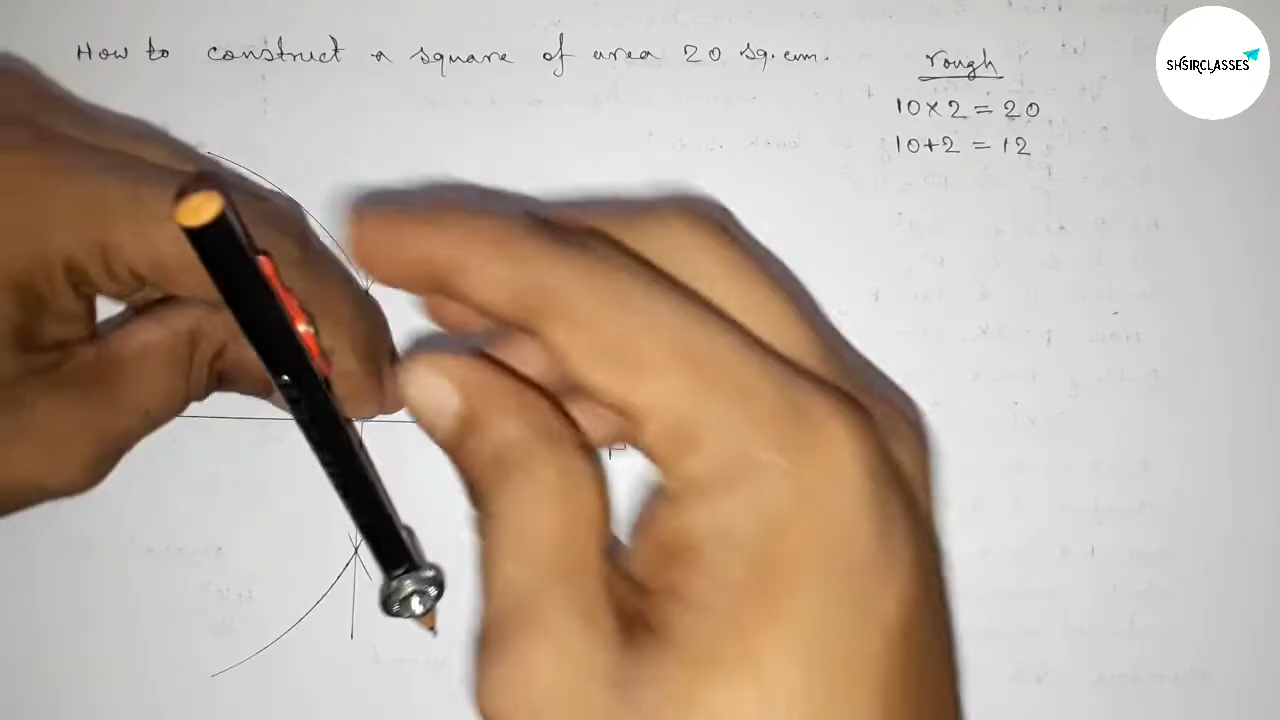 How to construct a square of area 20 sq.cm.
rough
10×2 = 20
10+2 = 12
SHSIRCLASSES